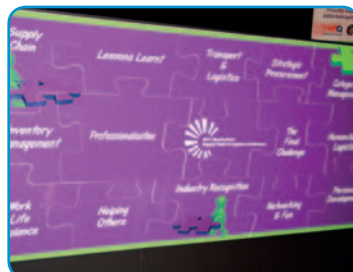 Supply
Chain
Lessons Learnt
Transport
&
Logistics
Strategic
Procurement
Inventory
Management
Professionalism
The
Final
Challenge
Work
Life
Balance
Helping
Others
Industry Recognition
Networking
& Fun